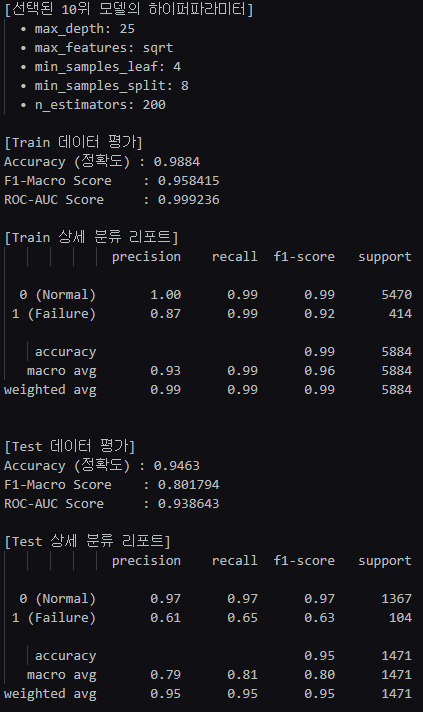 [선택된 10위 모델의 하이퍼파라미터]
• max_depth: 25
• max_features: sqrt
• min_samples_leaf: 4
• min_samples_split: 8
• n_estimators: 200
[Train 데이터 평가]
Accuracy (정확도) : 0.9884
F1-Macro Score    : 0.958415
ROC-AUC Score     : 0.999236
[Train 상세 분류 리포트]
              precision    recall  f1-score   support
  0 (Normal)       1.00      0.99      0.99      5470
 1 (Failure)       0.87      0.99      0.92       414
    accuracy                           0.99      5884
   macro avg       0.93      0.99      0.96      5884
weighted avg       0.99      0.99      0.99      5884
[Test 데이터 평가]
Accuracy (정확도) : 0.9463
F1-Macro Score    : 0.801794
ROC-AUC Score     : 0.938643
[Test 상세 분류 리포트]
              precision    recall  f1-score   support
  0 (Normal)       0.97      0.97      0.97      1367
 1 (Failure)       0.61      0.65      0.63       104
    accuracy                           0.95      1471
   macro avg       0.79      0.81      0.80      1471
weighted avg       0.95      0.95      0.95      1471